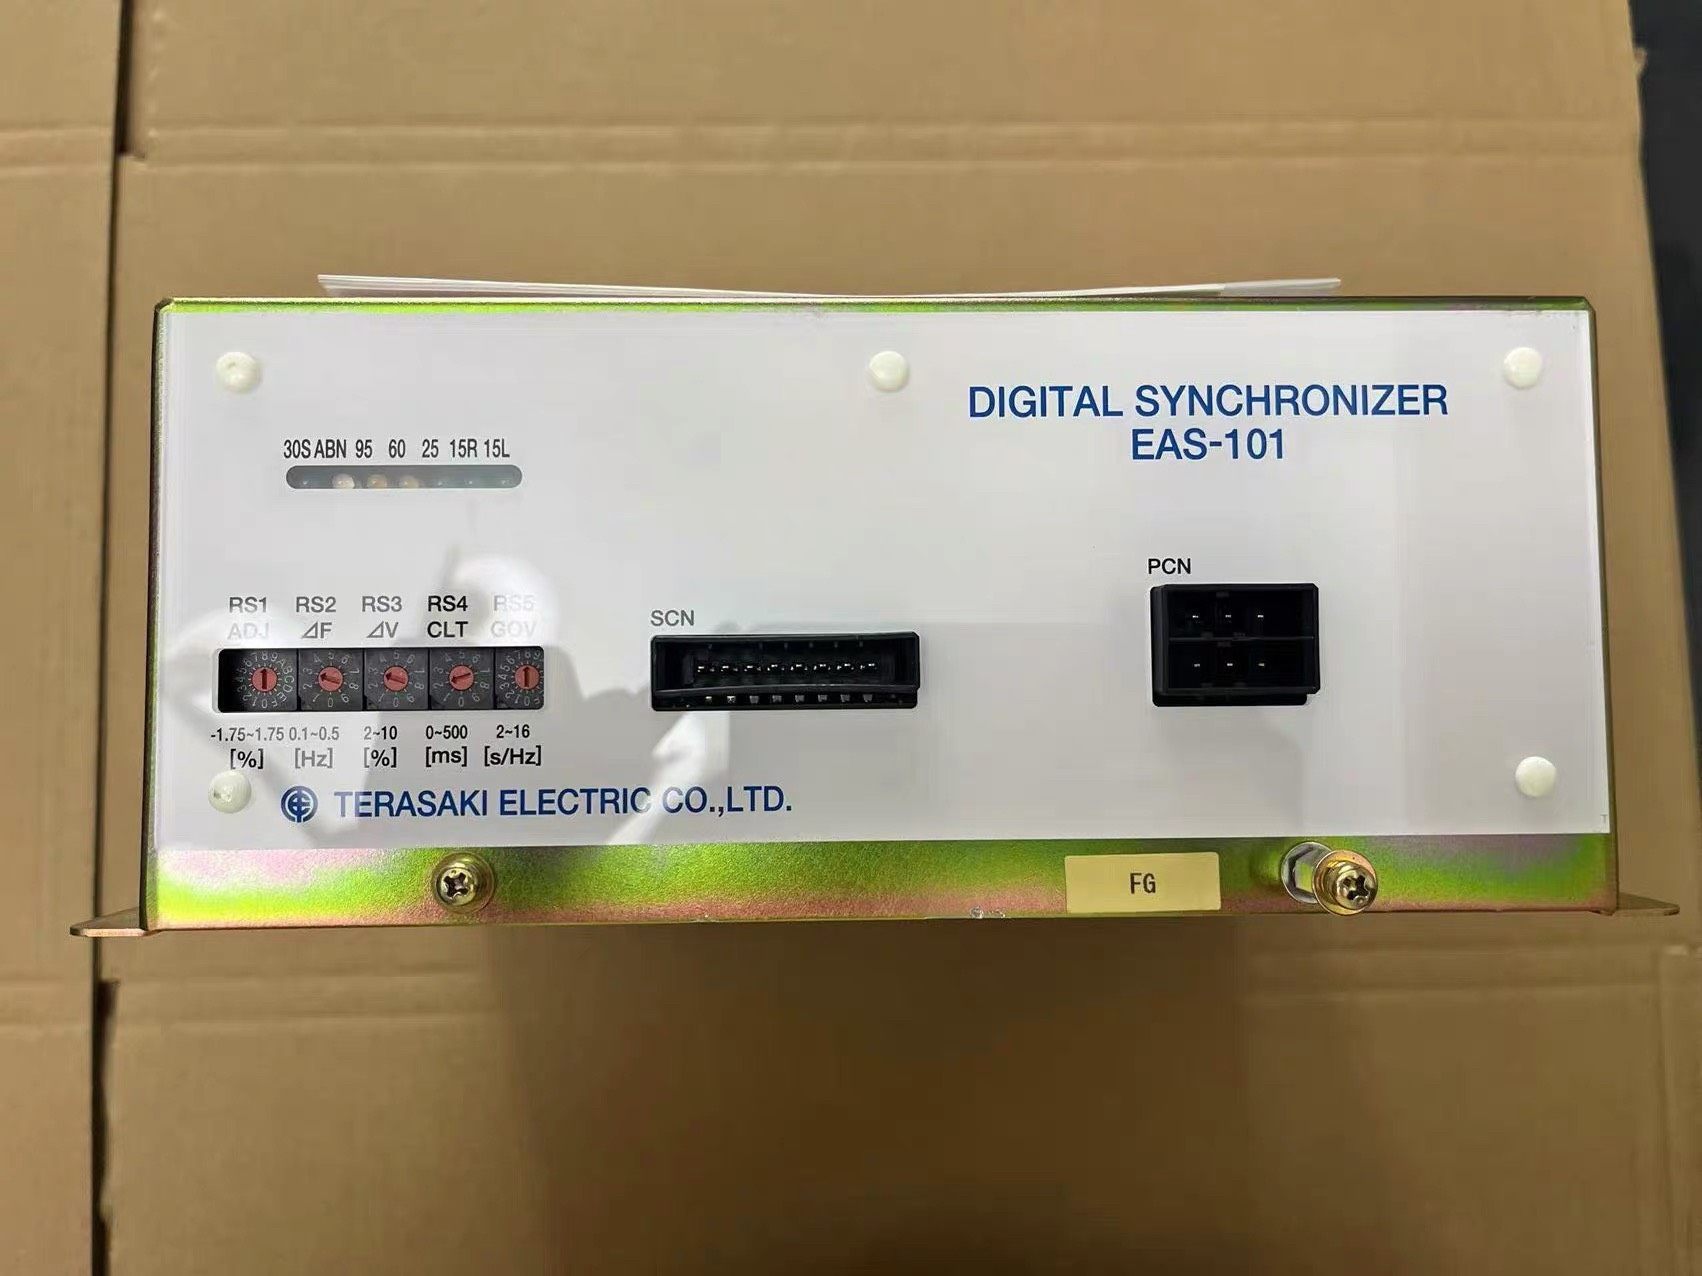 DIGITAL SYNCHRONIZER
EAS-101
30S ABN 95 60 25 15R 15L
PCN
RS1 RS2 RS3 RS4 RS5
ADJ ⊿F ⊿V CLT GOV
SCN
-1.75~1.75 0.1~0.5 2~10 0~500 2~16
[%] [Hz] [%] [ms] [s/Hz]
TERASAKI ELECTRIC CO.,LTD.
FG